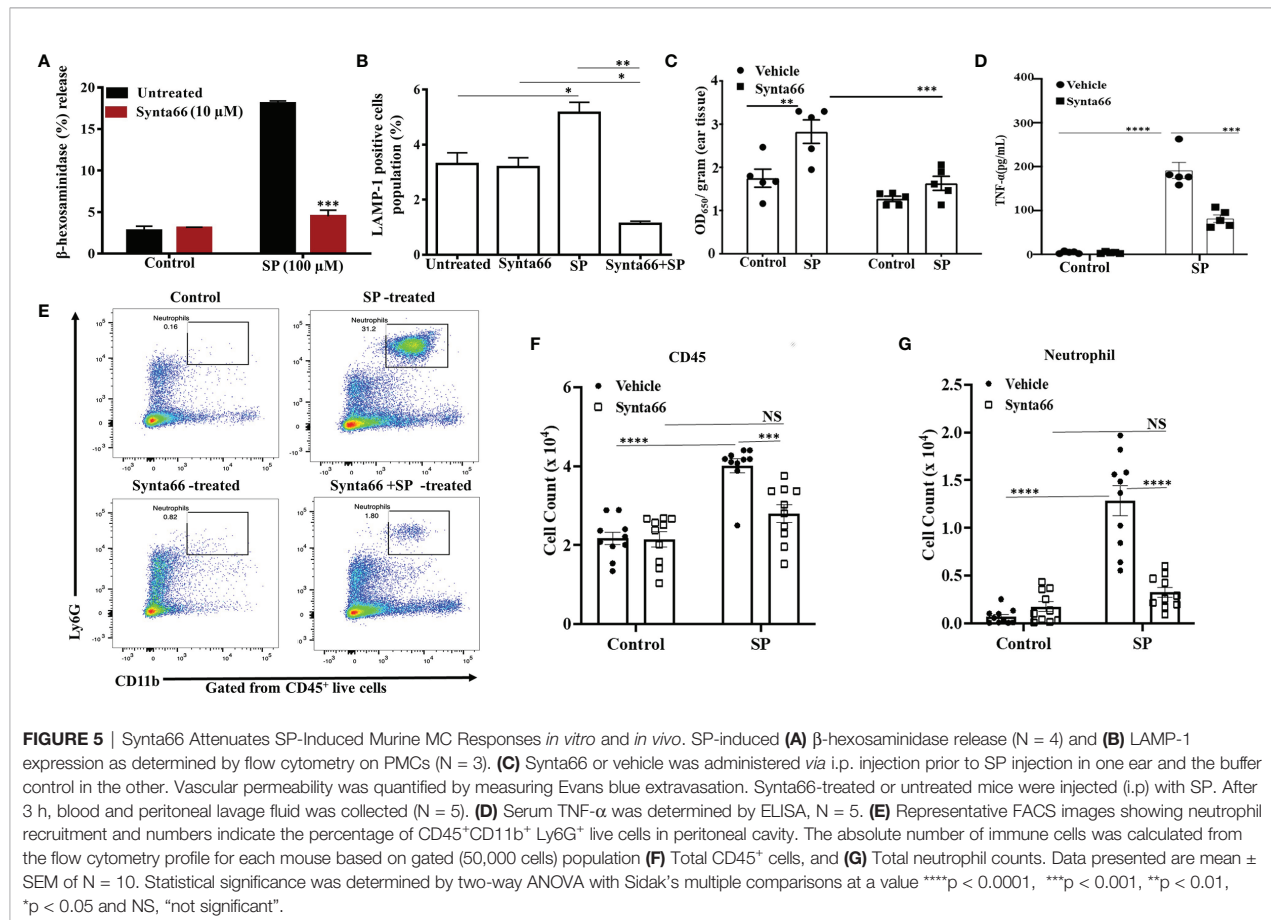 A
β-hexosaminidase (%) release
20
15
10
5
0
Untreated
Synta66 (10 μM)
***
Control
SP (100 μM)
B
LAMP-1 positive cells
population (%)
8
6
4
2
0
**
*
*
Untreated
Synta66
SP
Synta66+SP
C
OD650/ gram (ear tissue)
4
3
2
1
0
Vehicle
Synta66
**
***
Control
SP
Control
SP
D
TNF-α(pg/mL)
400
300
200
100
0
Vehicle
Synta66
****
***
Control
SP
E
Control
Neutrophils
0.16
SP -treated
Neutrophils
31.2
Synta66 -treated
Neutrophils
0.82
Synta66 +SP -treated
Neutrophils
1.80
Ly6G
CD11b
Gated from CD45+ live cells
F
CD45
Cell Count (x 10⁴)
6
4
2
0
Vehicle
Synta66
****
NS
***
Control
SP
G
Neutrophil
Cell Count (x 10⁴)
2.5
2.0
1.5
1.0
0.5
0.0
Vehicle
Synta66
****
NS
****
Control
SP
FIGURE 5 | Synta66 Attenuates SP-Induced Murine MC Responses in vitro and in vivo. SP-induced (A) β-hexosaminidase release (N = 4) and (B) LAMP-1
expression as determined by flow cytometry on PMCs (N = 3). (C) Synta66 or vehicle was administered via i.p. injection prior to SP injection in one ear and the buffer
control in the other. Vascular permeability was quantified by measuring Evans blue extravasation. Synta66-treated or untreated mice were injected (i.p) with SP. After
3 h, blood and peritoneal lavage fluid was collected (N = 5). (D) Serum TNF-α was determined by ELISA, N = 5. (E) Representative FACS images showing neutrophil
recruitment and numbers indicate the percentage of CD45+CD11b+ Ly6G+ live cells in peritoneal cavity. The absolute number of immune cells was calculated from
the flow cytometry profile for each mouse based on gated (50,000 cells) population (F) Total CD45+ cells, and (G) Total neutrophil counts. Data presented are mean ±
SEM of N = 10. Statistical significance was determined by two-way ANOVA with Sidak's multiple comparisons at a value ****p < 0.0001, ***p < 0.001, **p < 0.01,
*p < 0.05 and NS, "not significant".